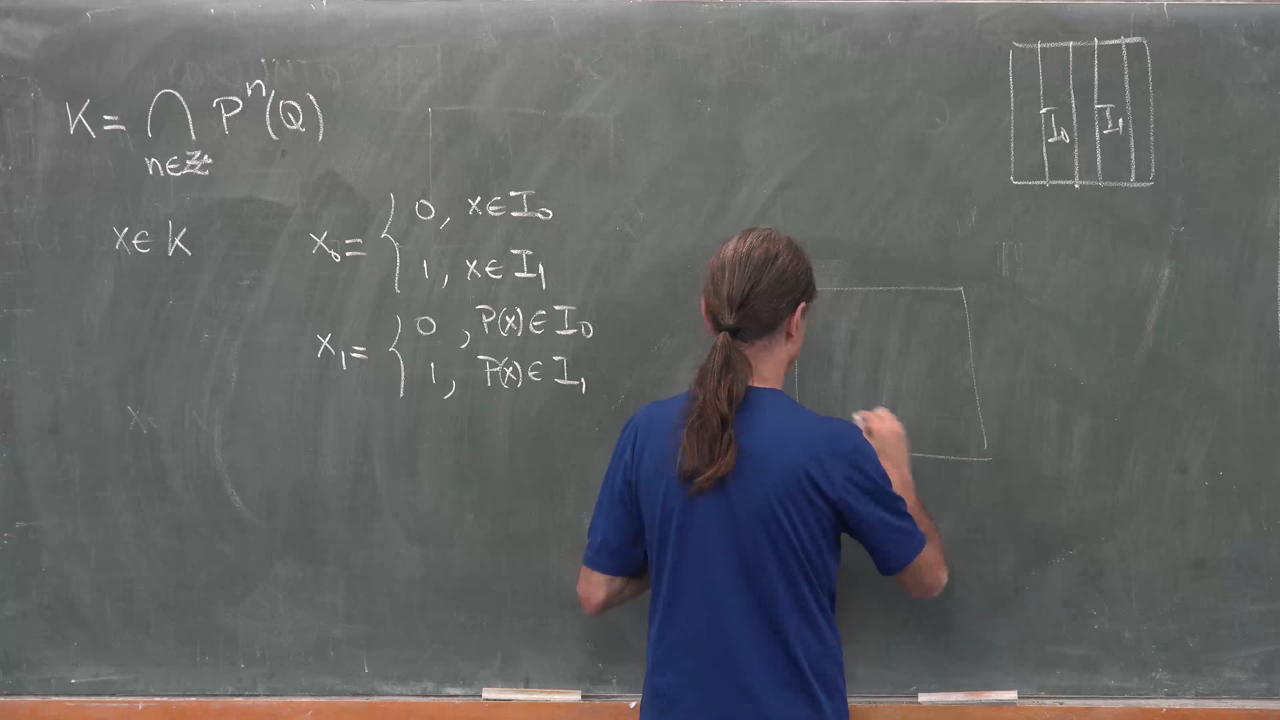 K = ⋂ Pⁿ(Q)
n∈ℤ
x∈K
x₀ = { 0, x∈I₀
1, x∈I₁
x₁ = { 0, P(x)∈I₀
1, P(x)∈I₁
I₀ I₁